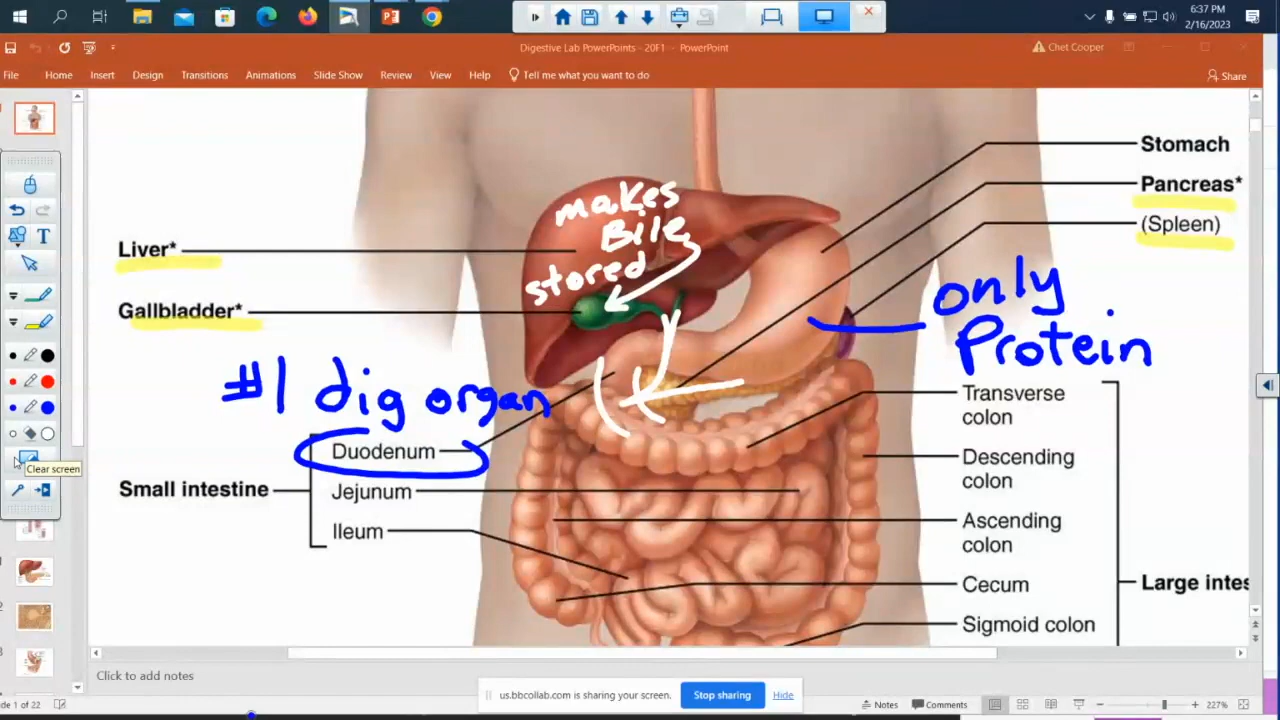 6:37 PM
2/16/2023
Digestive Lab PowerPoints - 20F1 - PowerPoint
Chet Cooper
File Home Insert Design Transitions Animations Slide Show Review View Help Tell me what you want to do
Share
Stomach
Pancreas*
(Spleen)
Liver*
Gallbladder*
makes
Bile
stored
only
Protein
#1 dig organ
Duodenum
Small intestine
Jejunum
Ileum
Transverse
colon
Descending
colon
Ascending
colon
Cecum
Large intes
Sigmoid colon
T
Clear screen
Click to add notes
us.bbcollab.com is sharing your screen.
Stop sharing
Hide
ide 1 of 22
Notes
Comments
227%